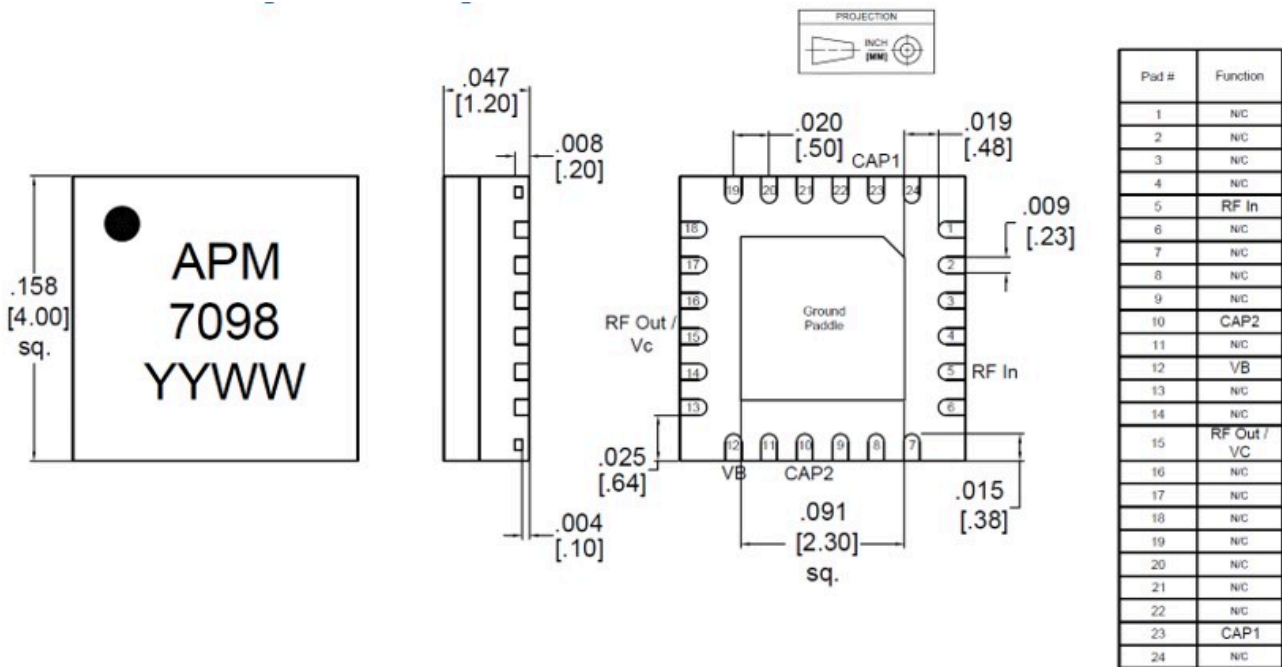 PROJECTION
INCH
[MM]
.047
[1.20]
.008
[.20]
.158
[4.00]
sq.
APM
7098
YYWW
.004
[.10]
.020
[.50]
CAP1
.019
[.48]
.009
[.23]
19 20 21 22 23 24
18
17
16
15
14
13
1
2
3
4
5
6
12 11 10 9 8 7
Ground
Paddle
RF Out /
Vc
RF In
VB
CAP2
.025
[.64]
.091
[2.30]
sq.
.015
[.38]
Pad # Function
1 N/C
2 N/C
3 N/C
4 N/C
5 RF In
6 N/C
7 N/C
8 N/C
9 N/C
10 CAP2
11 N/C
12 VB
13 N/C
14 N/C
15 RF Out /
VC
16 N/C
17 N/C
18 N/C
19 N/C
20 N/C
21 N/C
22 N/C
23 CAP1
24 N/C